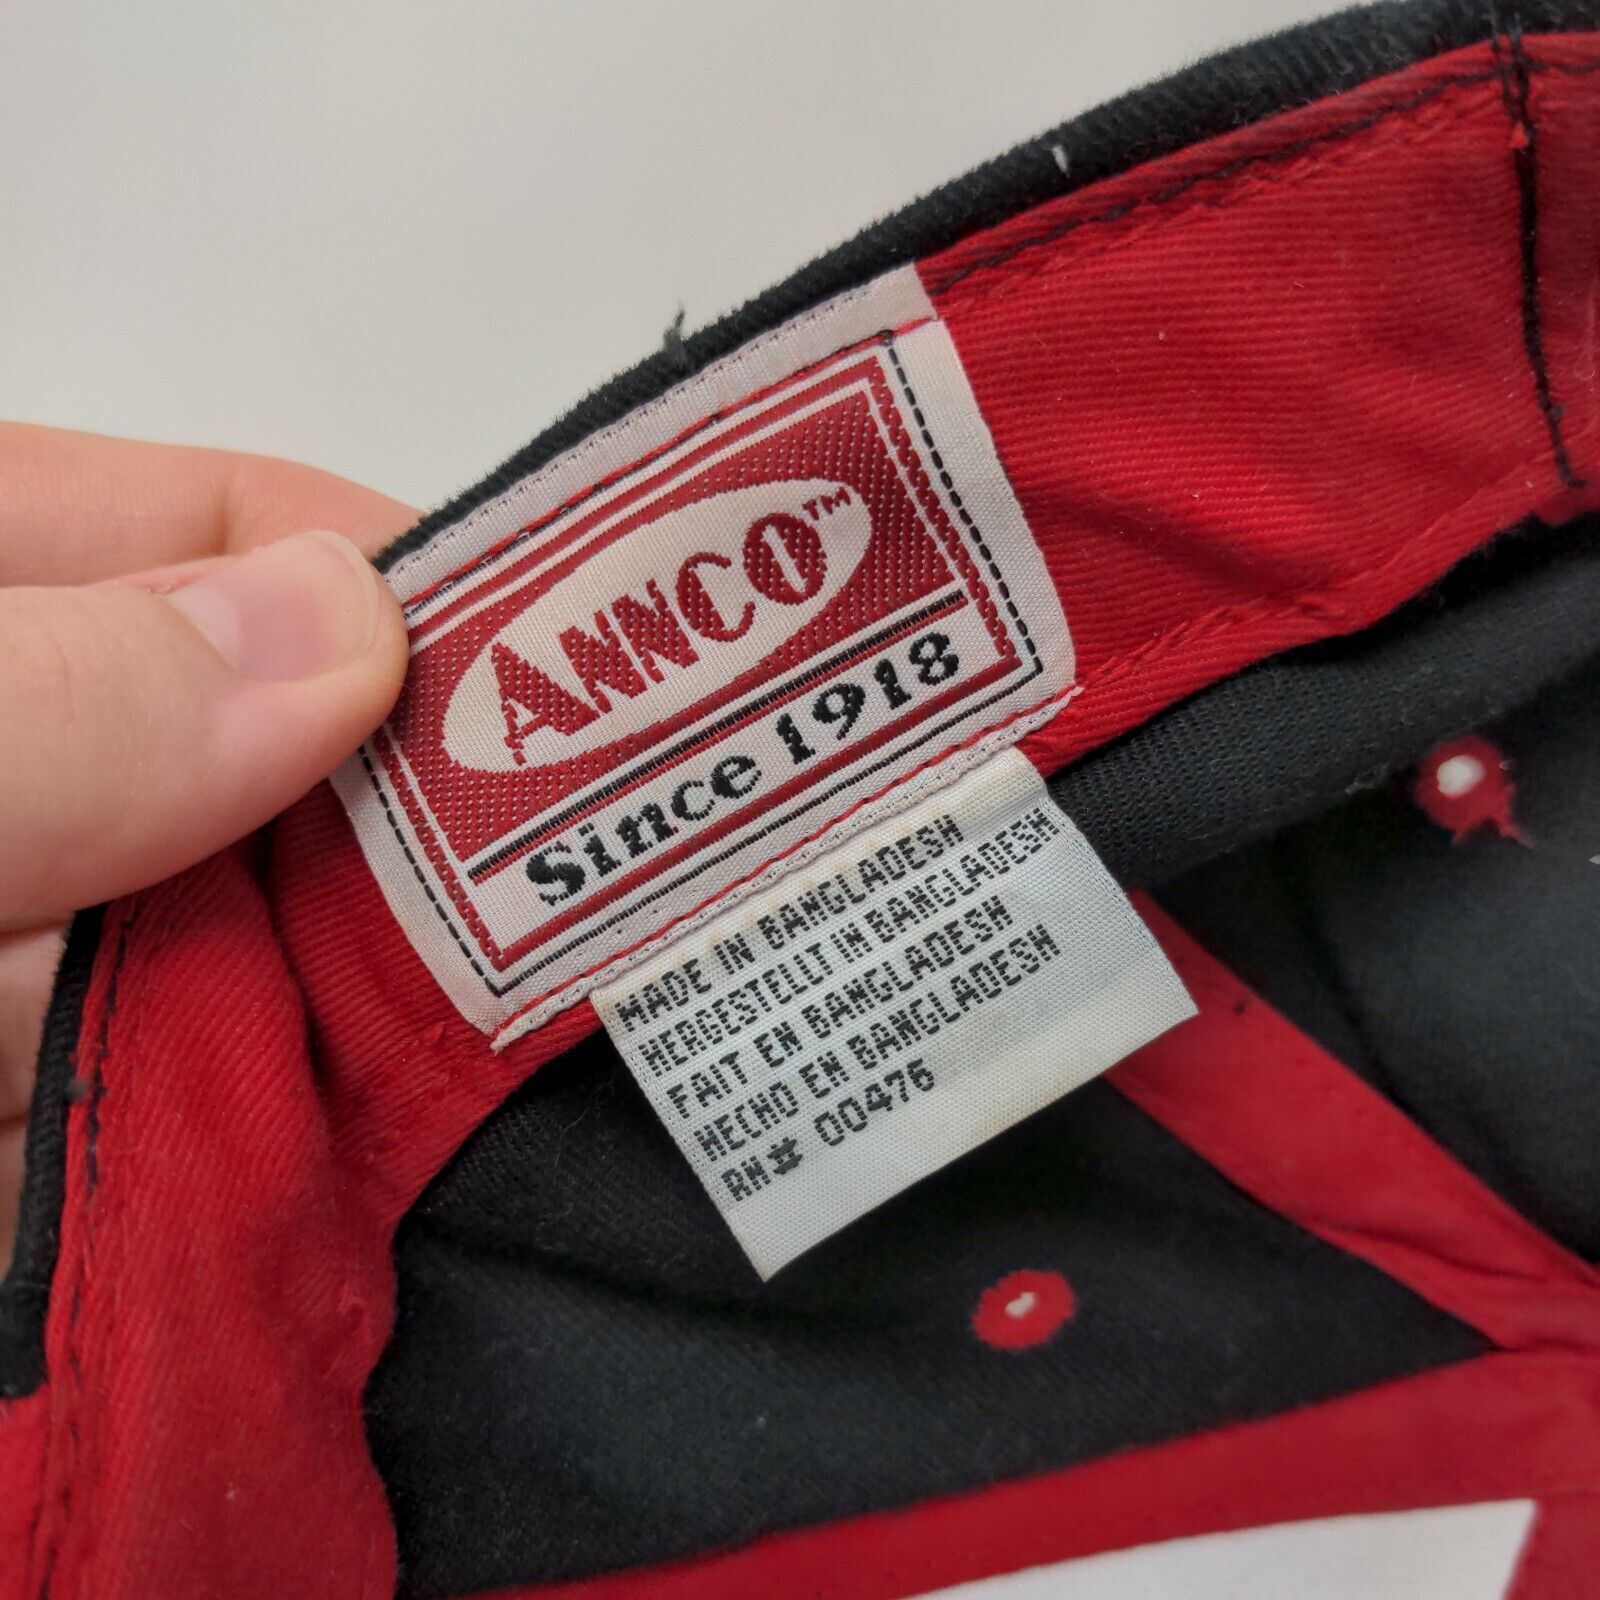 ANNCO™
Since 1918
MADE IN BANGLADESH
HERGESTELLT IN BANGLADESH
FAIT EN BANGLADESH
HECHO EN BANGLADESH
RN# 00476